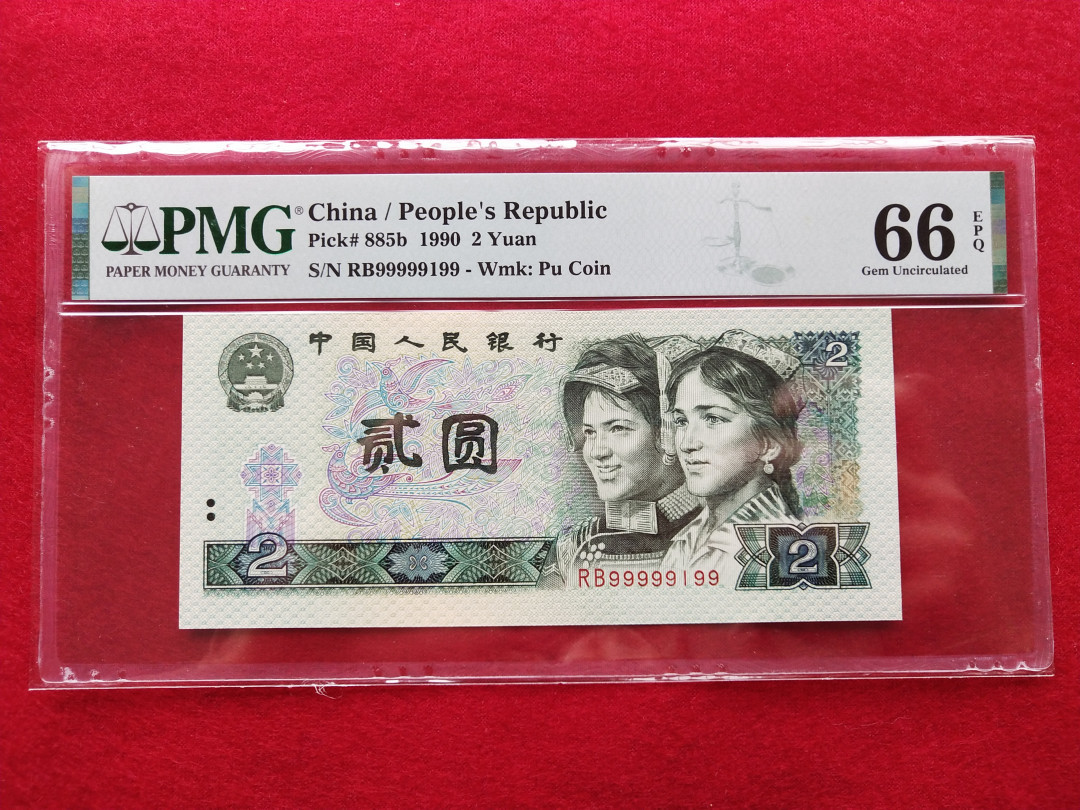 PMG®
PAPER MONEY GUARANTY
China / People's Republic
Pick# 885b 1990 2 Yuan
S/N RB99999199 - Wmk: Pu Coin
66 EPQ
Gem Uncirculated
中国人民银行
贰圆
2
2
2
RB99999199